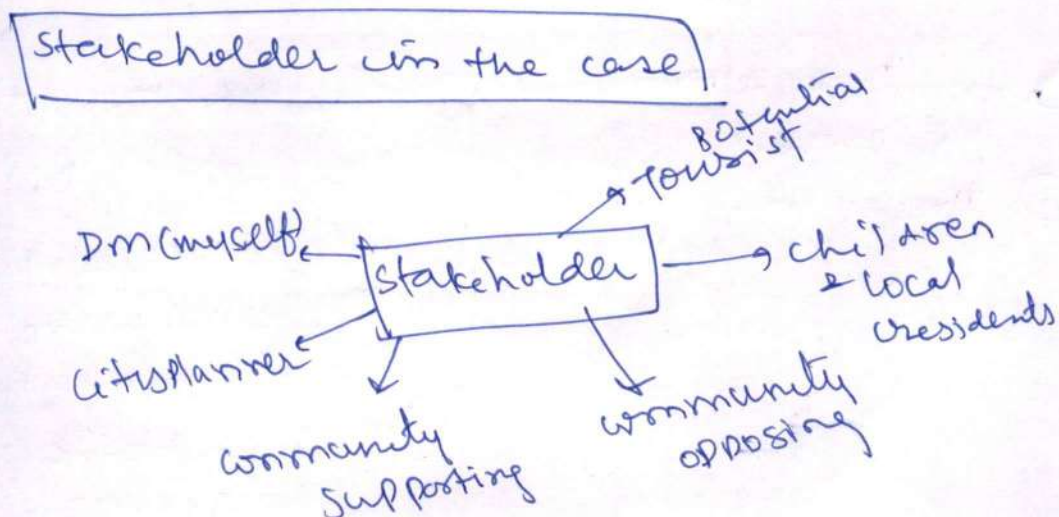 Stakeholder in the case
Potential
Tourist
DM (myself)
Stakeholder
children
& local
residents
City planner
community
supporting
community
opposing